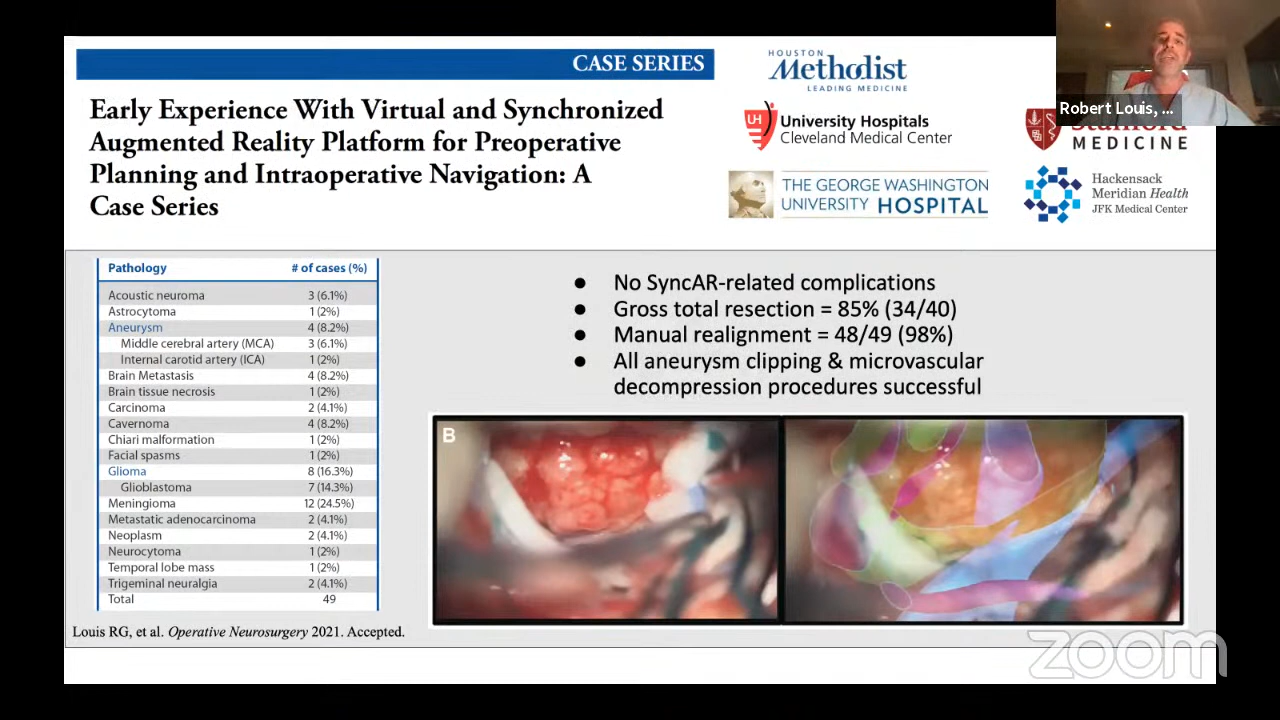 CASE SERIES
Early Experience With Virtual and Synchronized
Augmented Reality Platform for Preoperative
Planning and Intraoperative Navigation: A
Case Series
HOUSTON
Methodist
LEADING MEDICINE
UH
University Hospitals
Cleveland Medical Center
MEDICINE
THE GEORGE WASHINGTON
UNIVERSITY HOSPITAL
Hackensack
Meridian Health
JFK Medical Center
Robert Louis, ...
Pathology # of cases (%)
Acoustic neuroma 3 (6.1%)
Astrocytoma 1 (2%)
Aneurysm 4 (8.2%)
Middle cerebral artery (MCA) 3 (6.1%)
Internal carotid artery (ICA) 1 (2%)
Brain Metastasis 4 (8.2%)
Brain tissue necrosis 1 (2%)
Carcinoma 2 (4.1%)
Cavernoma 4 (8.2%)
Chiari malformation 1 (2%)
Facial spasms 1 (2%)
Glioma 8 (16.3%)
Glioblastoma 7 (14.3%)
Meningioma 12 (24.5%)
Metastatic adenocarcinoma 2 (4.1%)
Neoplasm 2 (4.1%)
Neurocytoma 1 (2%)
Temporal lobe mass 1 (2%)
Trigeminal neuralgia 2 (4.1%)
Total 49
Louis RG, et al. Operative Neurosurgery 2021. Accepted.
● No SyncAR-related complications
● Gross total resection = 85% (34/40)
● Manual realignment = 48/49 (98%)
● All aneurysm clipping & microvascular
decompression procedures successful
B
zoom